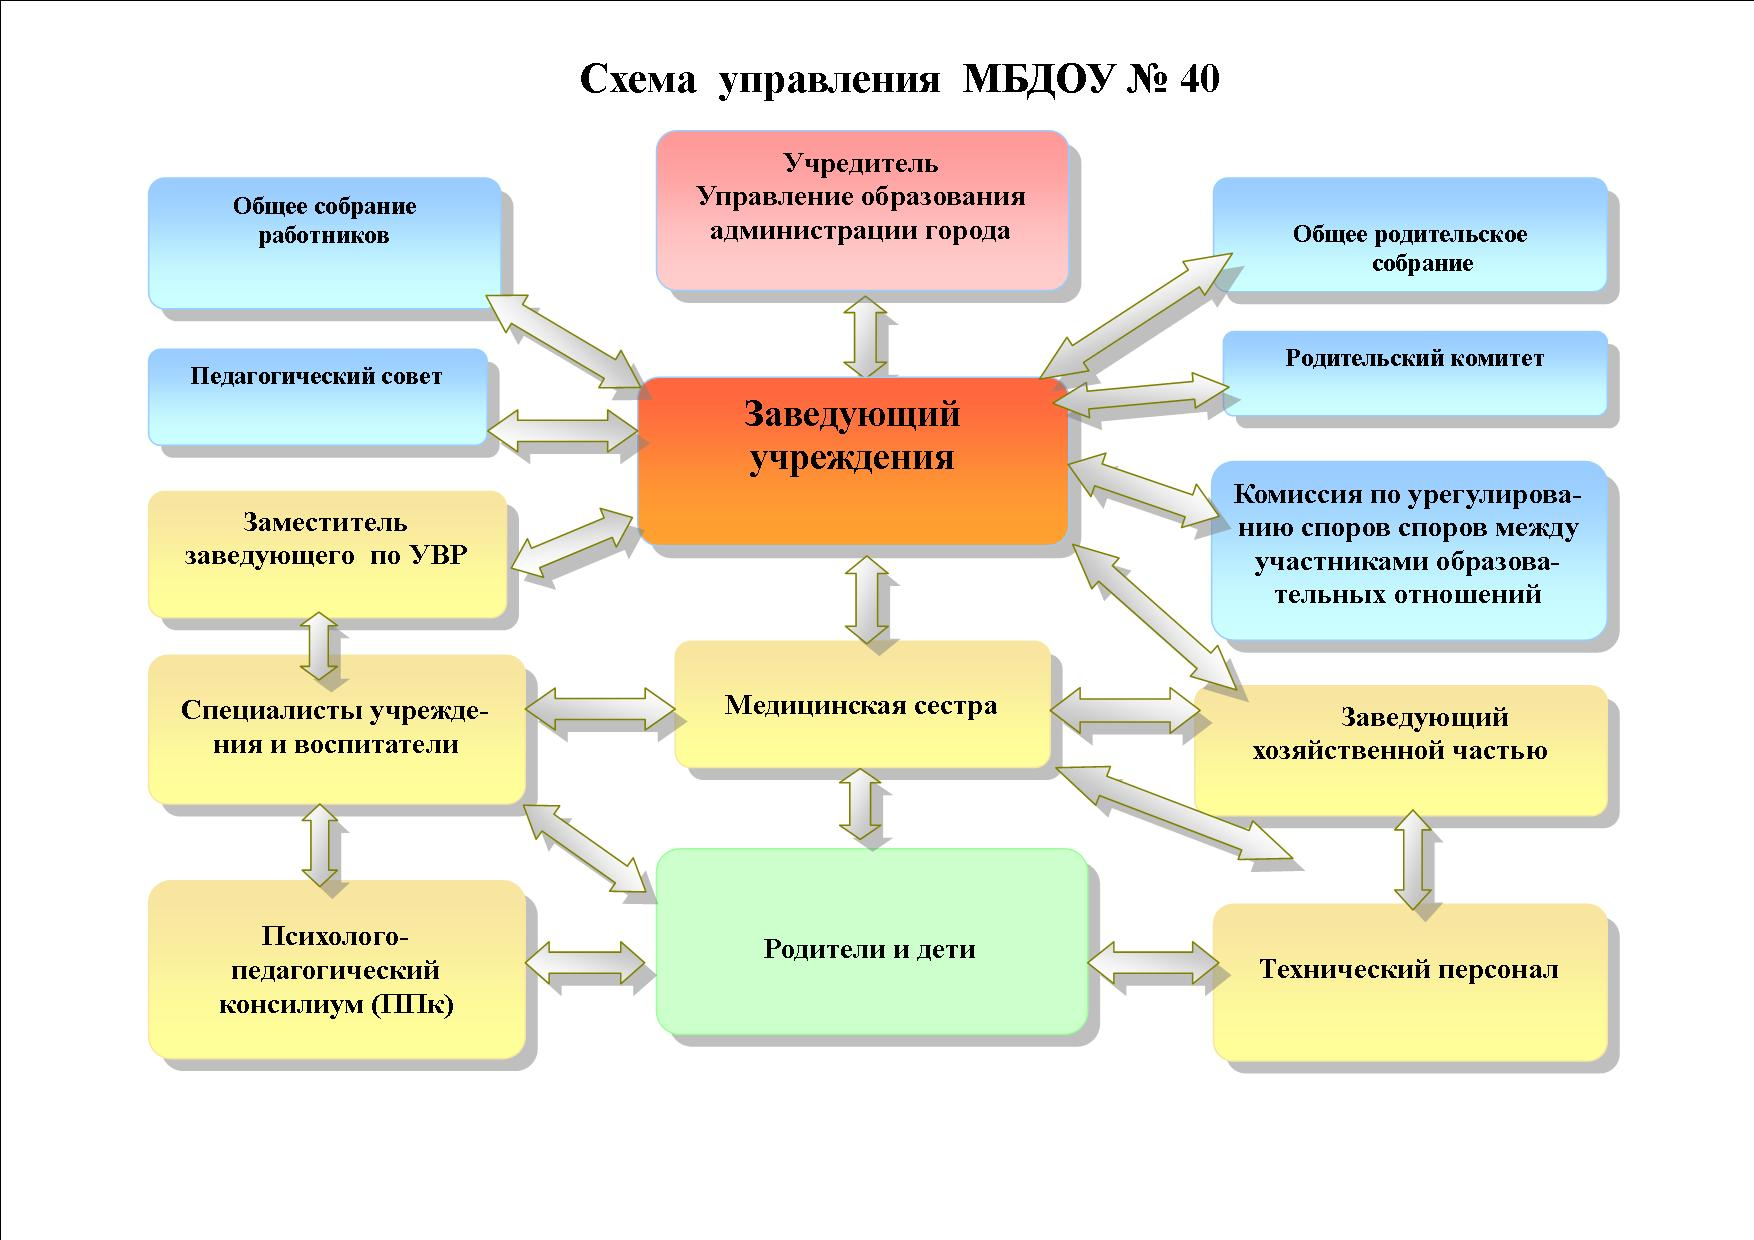 Схема управления МБДОУ № 40
Учредитель
Управление образования
администрации города
Общее собрание
работников
Общее родительское
собрание
Педагогический совет
Родительский комитет
Заведующий
учреждения
Комиссия по урегулирова-
нию споров споров между
участниками образова-
тельных отношений
Заместитель
заведующего по УВР
Специалисты учрежде-
ния и воспитатели
Медицинская сестра
Заведующий
хозяйственной частью
Психолого-
педагогический
консилиум (ППк)
Родители и дети
Технический персонал